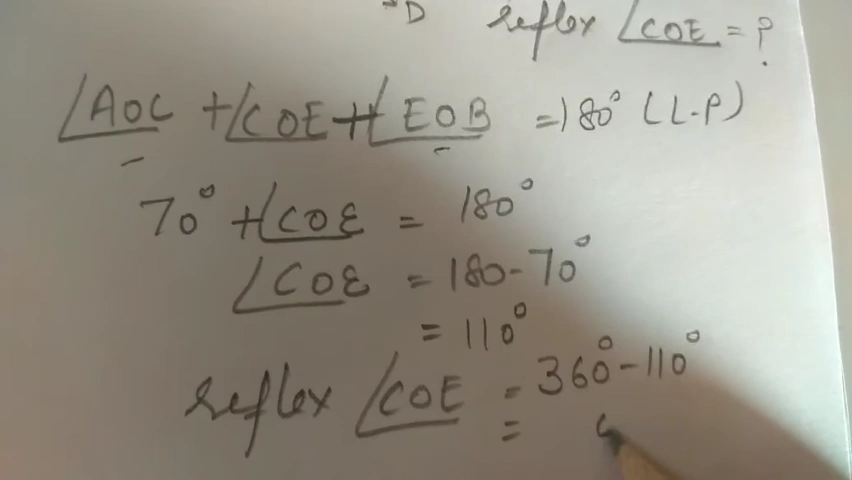 D reflex ∠COE = ?
∠AOC + ∠COE + ∠EOB = 180° (L.P)
70° + ∠COE = 180°
∠COE = 180 - 70°
= 110°
reflex ∠COE = 360° - 110°
=